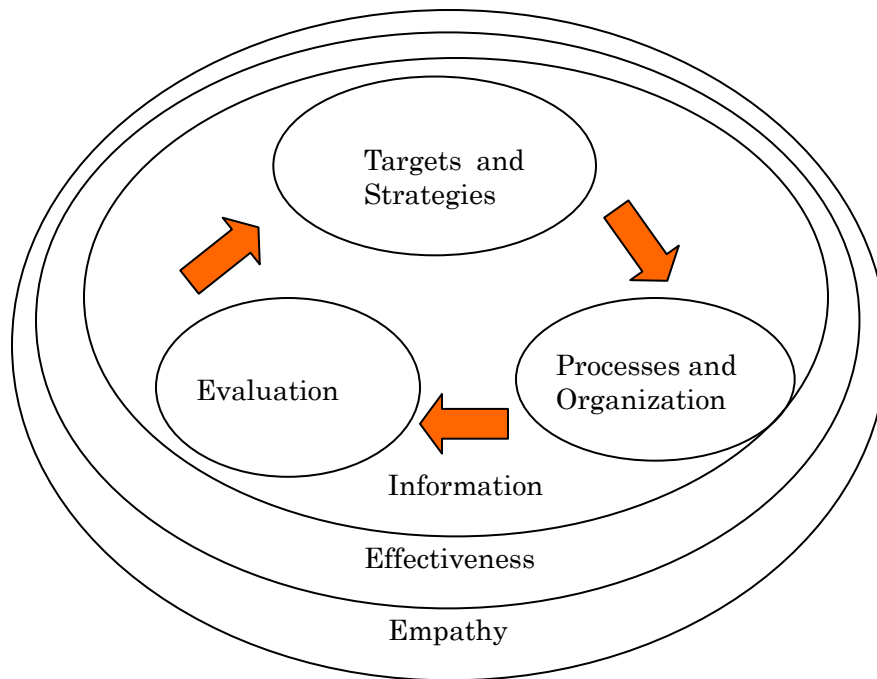 Targets and
Strategies
Processes and
Organization
Evaluation
Information
Effectiveness
Empathy